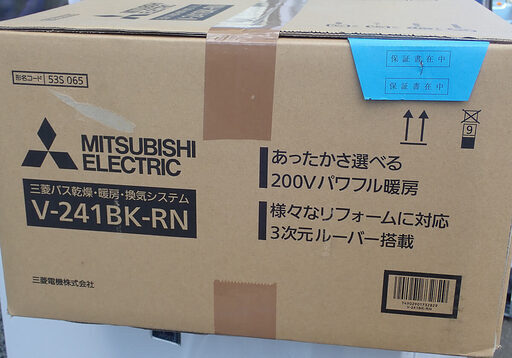 形名コード S3S 065
保証書在中
保証書在中
9
MITSUBISHI
ELECTRIC
三菱バス乾燥・暖房・換気システム
V-241BK-RN
あったかさ選べる
200Vパワフル暖房
様々なリフォームに対応
3次元ルーバー搭載
三菱電機株式会社
V-241BK-RN